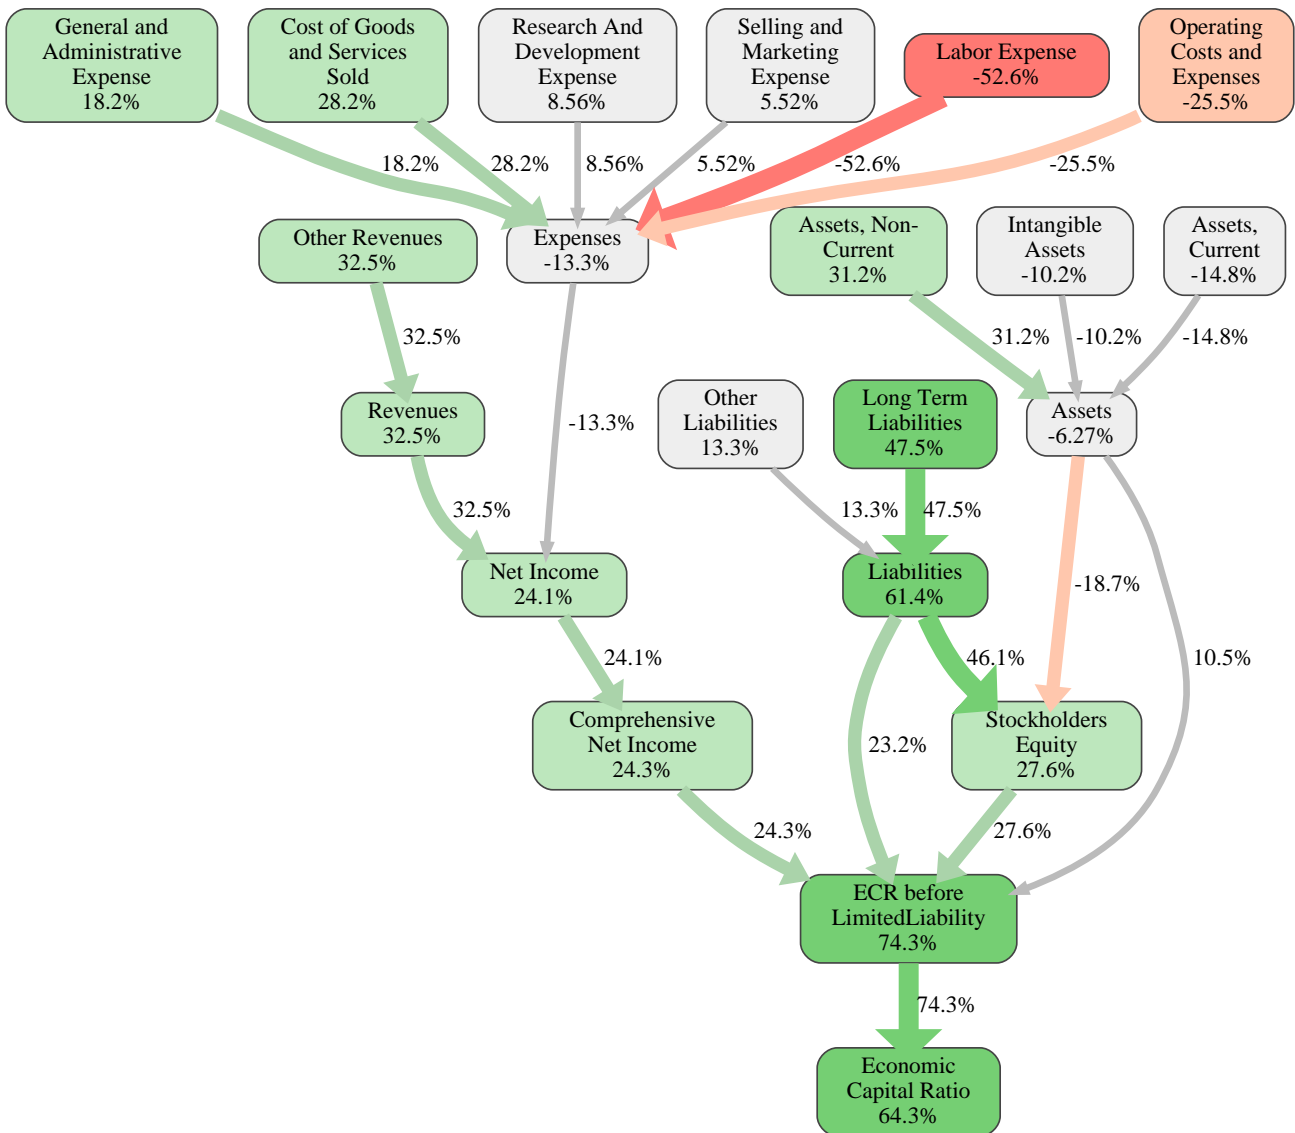 General and
Administrative
Expense
18.2%
Cost of Goods
and Services
Sold
28.2%
Research And
Development
Expense
8.56%
Selling and
Marketing
Expense
5.52%
Labor Expense
-52.6%
Operating
Costs and
Expenses
-25.5%
18.2%
28.2%
8.56%
5.52%
-52.6%
-25.5%
Other Revenues
32.5%
Expenses
-13.3%
Assets, Non-
Current
31.2%
Intangible
Assets
-10.2%
Assets,
Current
-14.8%
32.5%
31.2%
-10.2%
-14.8%
Revenues
32.5%
-13.3%
Other
Liabilities
13.3%
Long Term
Liabilities
47.5%
Assets
-6.27%
32.5%
13.3%
47.5%
Net Income
24.1%
Liabilities
61.4%
-18.7%
24.1%
46.1%
10.5%
Comprehensive
Net Income
24.3%
23.2%
Stockholders
Equity
27.6%
24.3%
27.6%
ECR before
LimitedLiability
74.3%
74.3%
Economic
Capital Ratio
64.3%